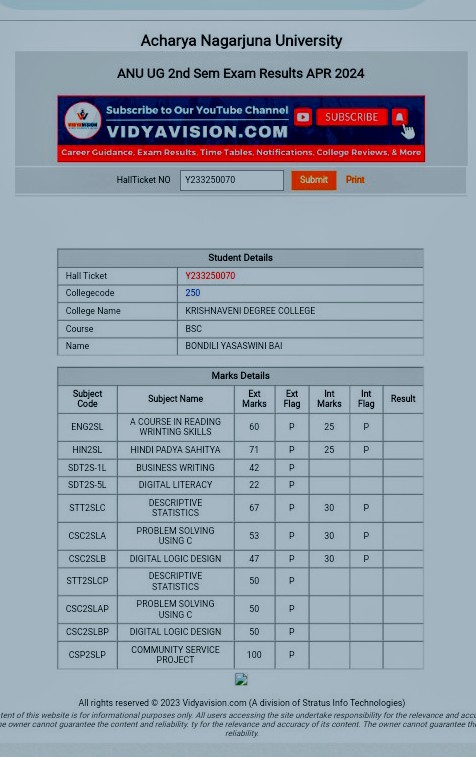 Acharya Nagarjuna University
ANU UG 2nd Sem Exam Results APR 2024
Subscribe to Our YouTube Channel
VIDYAVISION.COM
SUBSCRIBE
Career Guidance, Exam Results, Time Tables, Notifications, College Reviews, & More
HallTicket NO Y233250070 Submit Print
Student Details
Hall Ticket Y233250070
Collegecode 250
College Name KRISHNAVENI DEGREE COLLEGE
Course BSC
Name BONDILI YASASWINI BAI
Marks Details
Subject Code Subject Name Ext Marks Ext Flag Int Marks Int Flag Result
ENG2SL A COURSE IN READING WRINTING SKILLS 60 P 25 P
HIN2SL HINDI PADYA SAHITYA 71 P 25 P
SDT2S-1L BUSINESS WRITING 42 P
SDT2S-5L DIGITAL LITERACY 22 P
STT2SLC DESCRIPTIVE STATISTICS 67 P 30 P
CSC2SLA PROBLEM SOLVING USING C 53 P 30 P
CSC2SLB DIGITAL LOGIC DESIGN 47 P 30 P
STT2SLCP DESCRIPTIVE STATISTICS 50 P
CSC2SLAP PROBLEM SOLVING USING C 50 P
CSC2SLBP DIGITAL LOGIC DESIGN 50 P
CSP2SLP COMMUNITY SERVICE PROJECT 100 P
All rights reserved © 2023 Vidyavision.com (A division of Stratus Info Technologies)
tent of this website is for informational purposes only. All users accessing the site undertake responsibility for the relevance and accu
e owner cannot guarantee the content and reliability. ty for the relevance and accuracy of its content. The owner cannot guarantee the
reliability.